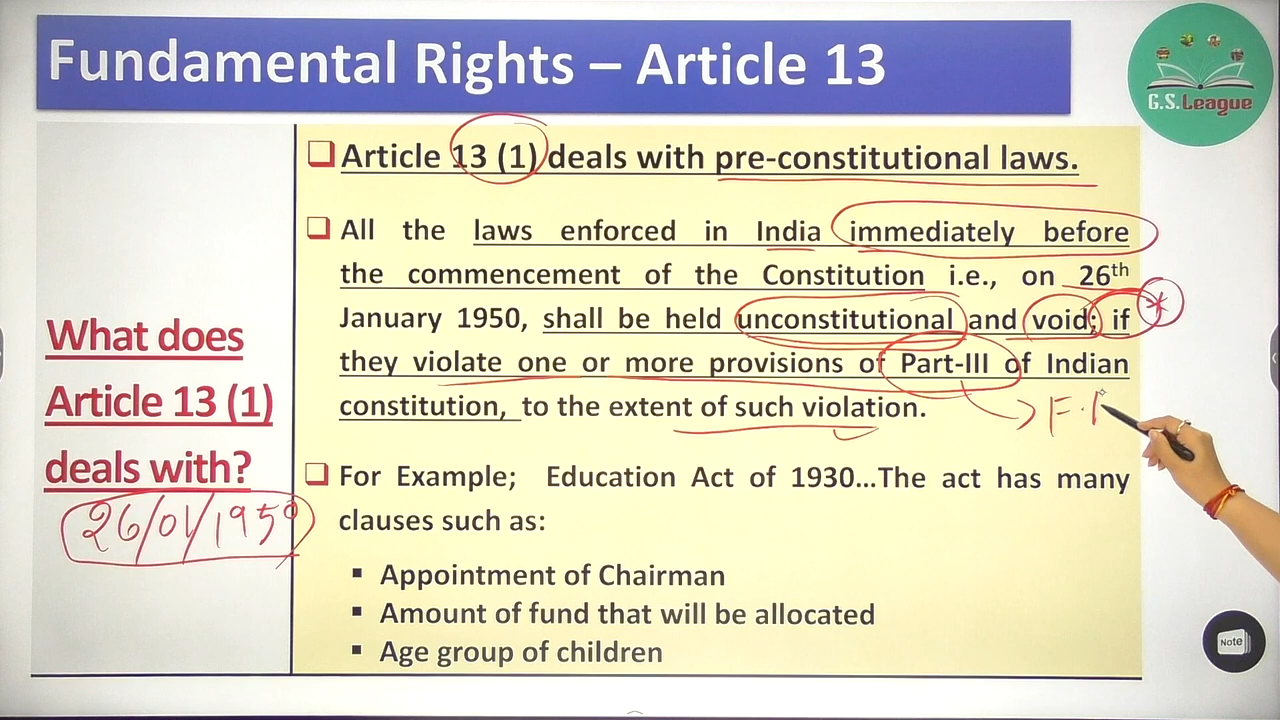 Fundamental Rights – Article 13
G.S.League
What does
Article 13 (1)
deals with?
26/01/1950
Article 13 (1) deals with pre-constitutional laws.
All the laws enforced in India immediately before
the commencement of the Constitution i.e., on 26th
January 1950, shall be held unconstitutional and void; if
they violate one or more provisions of Part-III of Indian
constitution, to the extent of such violation.
F.
For Example; Education Act of 1930...The act has many
clauses such as:
▪ Appointment of Chairman
▪ Amount of fund that will be allocated
▪ Age group of children
Note